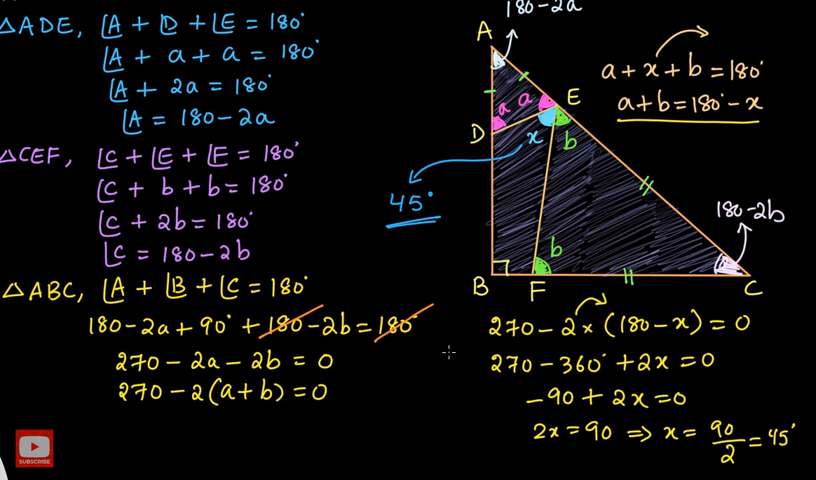 △ADE, ∠A + ∠D + ∠E = 180°
∠A + a + a = 180°
∠A + 2a = 180°
∠A = 180-2a
△CEF, ∠C + ∠E + ∠F = 180°
∠C + b + b = 180°
∠C + 2b = 180°
∠C = 180-2b
△ABC, ∠A + ∠B + ∠C = 180°
180-2a + 90° + 180 - 2b = 180°
270 - 2a - 2b = 0
270 - 2(a+b) = 0
180-2a
A
a
a
E
D
x
b
45°
180-2b
b
B
F
C
a + x + b = 180°
a + b = 180° - x
270 - 2 x (180-x) = 0
270 - 360° + 2x = 0
-90 + 2x = 0
2x = 90 ⇒ x = 90/2 = 45°
SUBSCRIBE